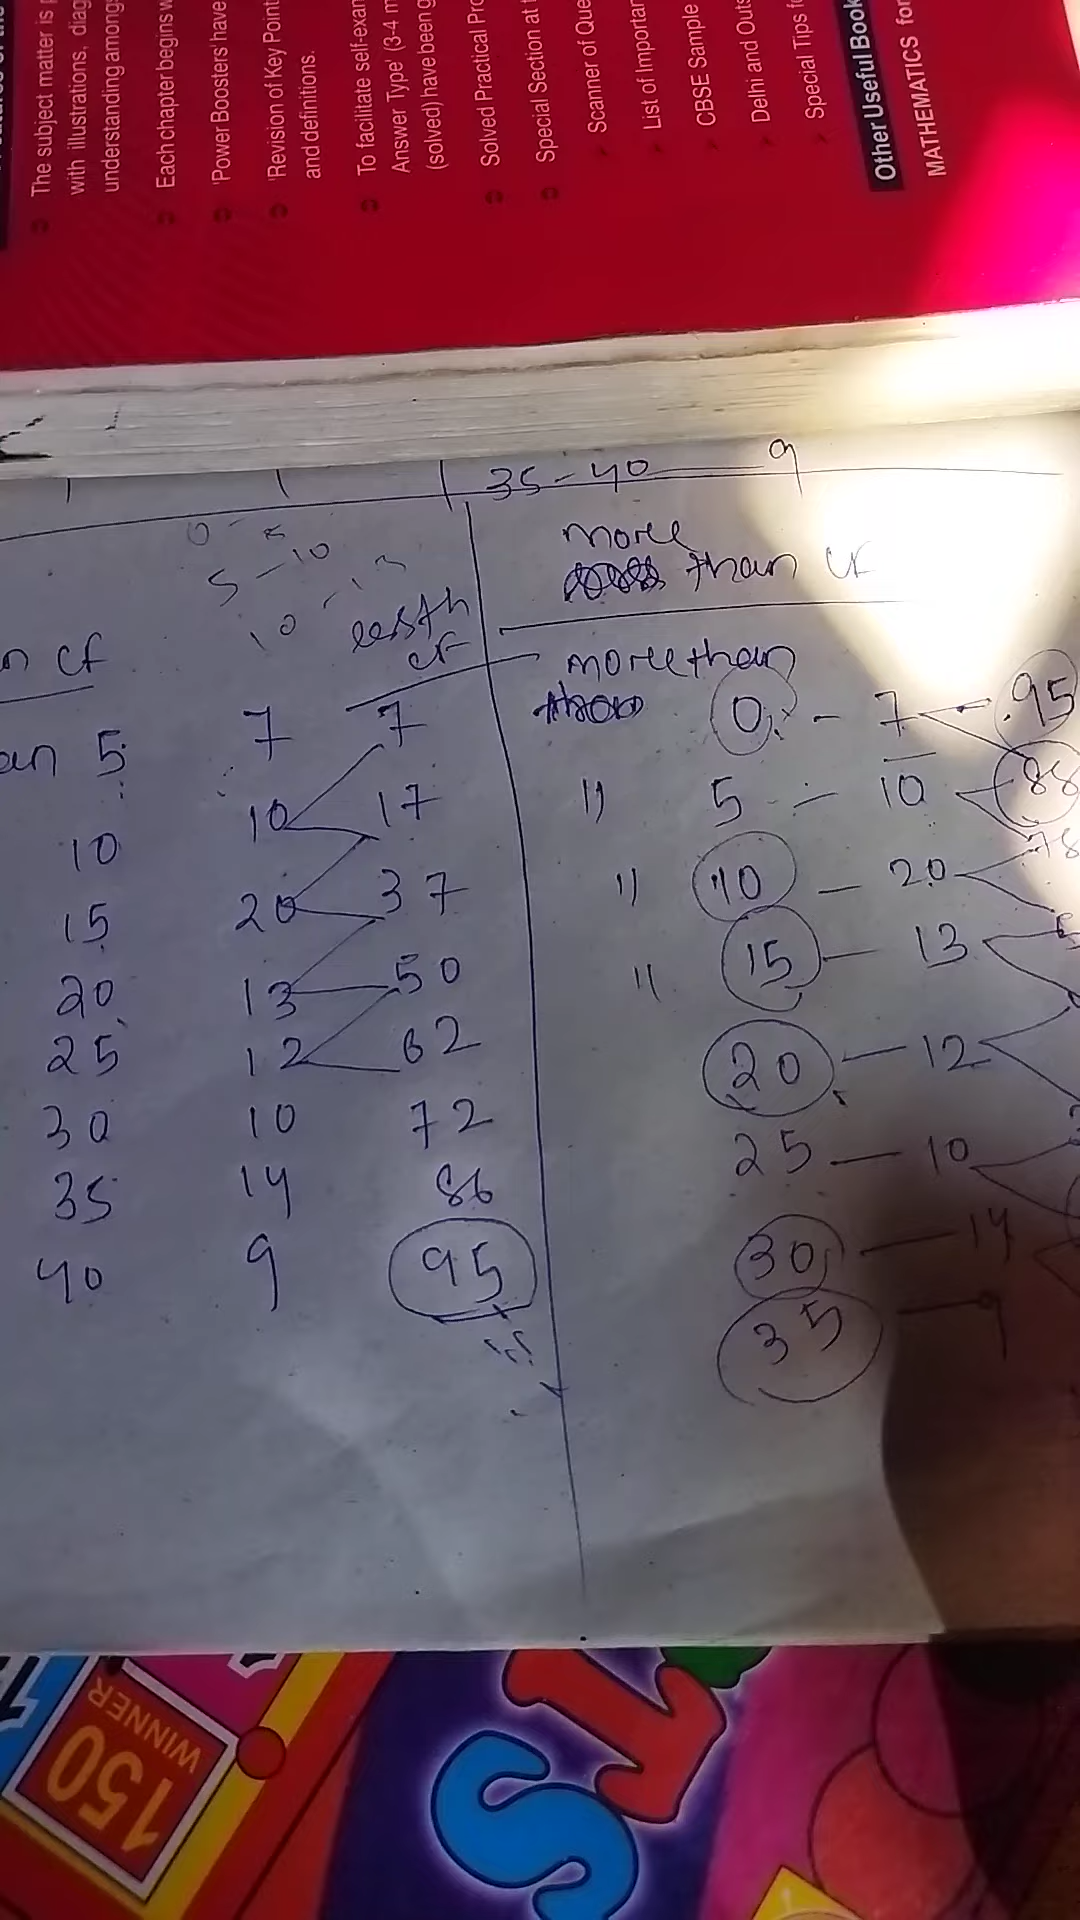 The subject matter is
with illustrations, diag
understanding among
Each chapter begins w
'Power Boosters' have
'Revision of Key Point
and definitions.
To facilitate self-exan
Answer Type' (3-4 m
(solved) have been
Solved Practical Pro
Special Section at t
Scanner of Que
List of Importan
CBSE Sample
Delhi and Outs
Special Tips fo
Other Useful Book
MATHEMATICS for
35-40 9
5-10
10
more
than cf
n cf
lessth
cf
more than
an 5 7 7
10 10 17
15 20 37
20 13 50
25 12 62
30 10 72
35 14 86
40 9 95
0 - 7 - 95
11 5 - 10 88
11 10 - 20 78
11 15 - 13
20 - 12
25 - 10
30 - 14
35 - 9
150
WINNER